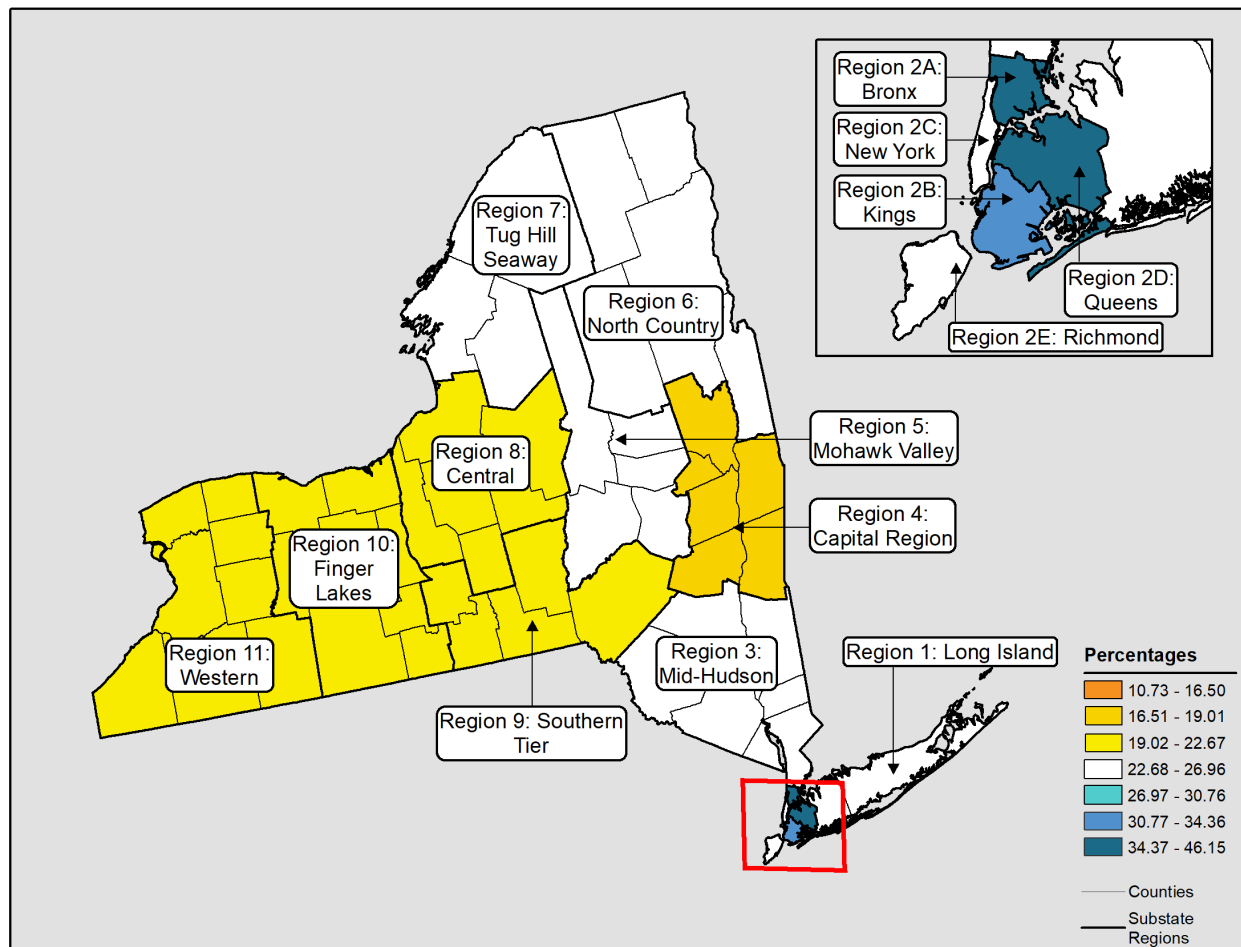 Region 2A:
Bronx
Region 2C:
New York
Region 2B:
Kings
Region 2D:
Queens
Region 2E: Richmond
Region 7:
Tug Hill
Seaway
Region 6:
North Country
Region 5:
Mohawk Valley
Region 8:
Central
Region 4:
Capital Region
Region 10:
Finger
Lakes
Region 11:
Western
Region 3:
Mid-Hudson
Region 1: Long Island
Region 9: Southern
Tier
Percentages
10.73 - 16.50
16.51 - 19.01
19.02 - 22.67
22.68 - 26.96
26.97 - 30.76
30.77 - 34.36
34.37 - 46.15
Counties
Substate
Regions